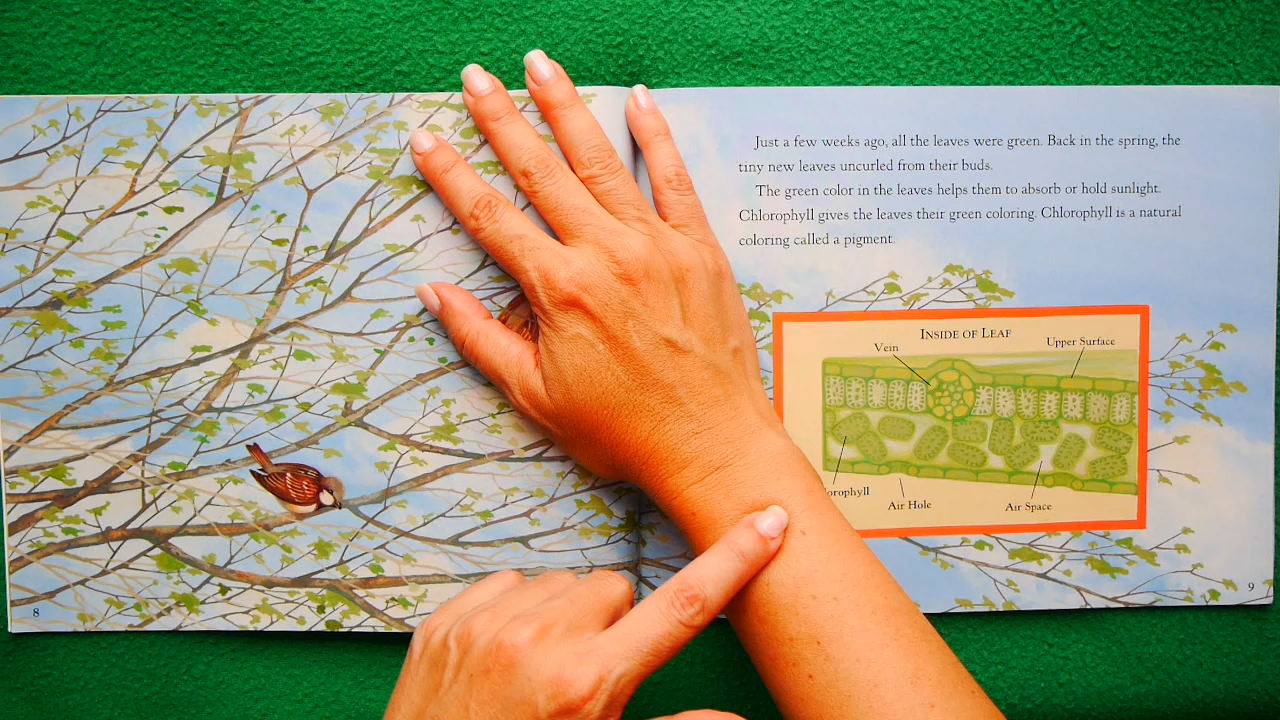 Just a few weeks ago, all the leaves were green. Back in the spring, the
tiny new leaves uncurled from their buds.
The green color in the leaves helps them to absorb or hold sunlight.
Chlorophyll gives the leaves their green coloring. Chlorophyll is a natural
coloring called a pigment.
INSIDE OF LEAF
Vein
Upper Surface
Air Hole
Air Space
8
9